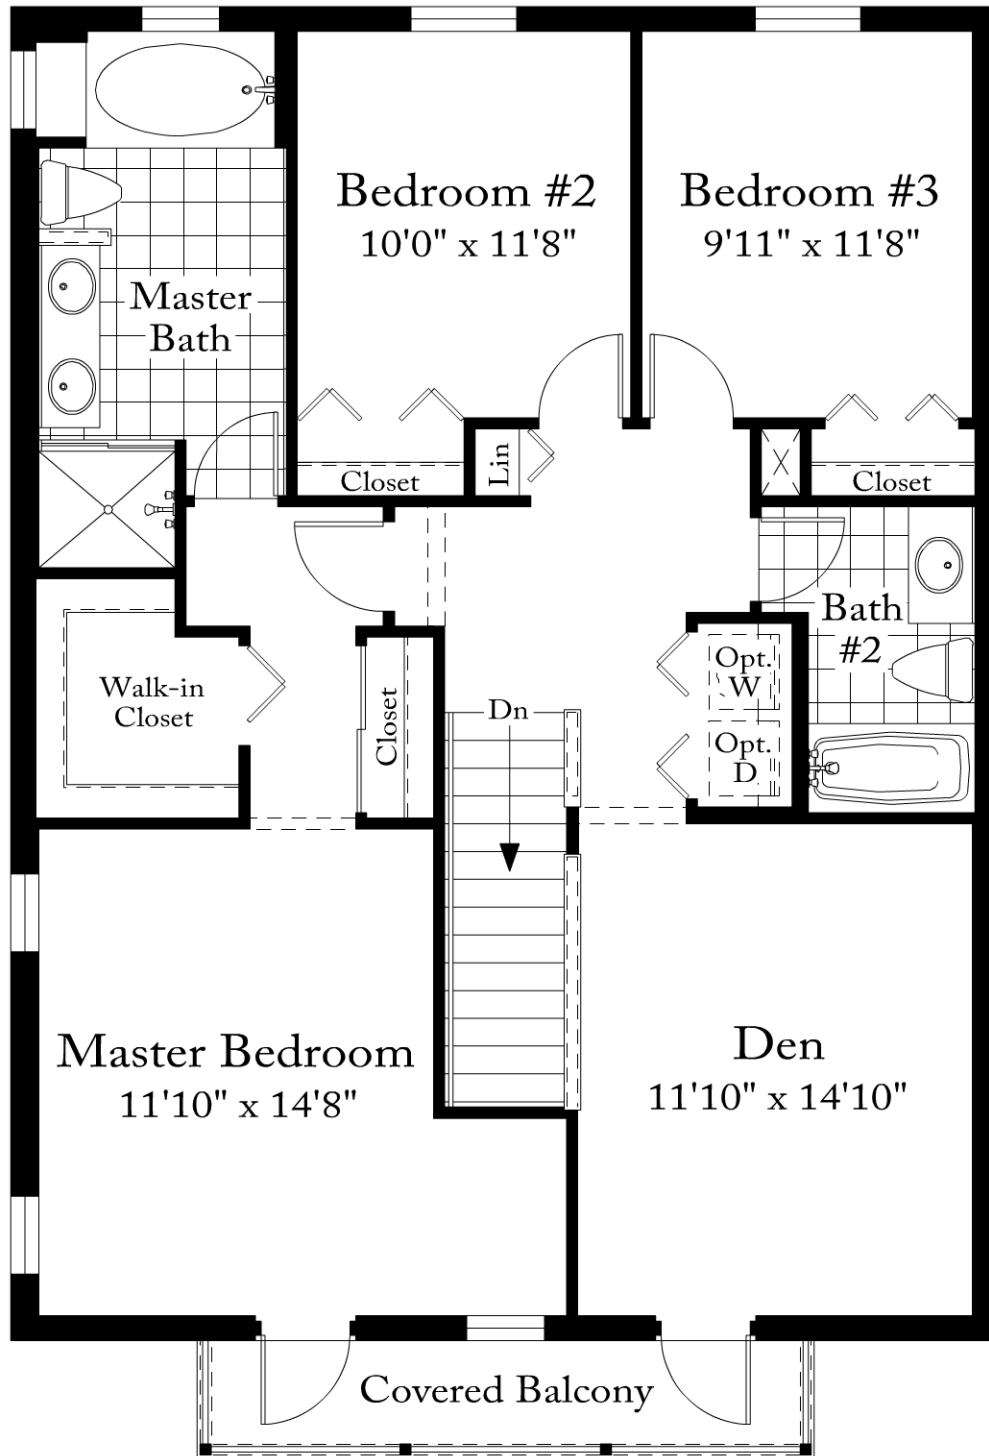 Bedroom #2
10'0" x 11'8"
Bedroom #3
9'11" x 11'8"
Master
Bath
Closet
Lin
Closet
Bath
#2
Opt.
W
Opt.
D
Walk-in
Closet
Closet
Dn
Master Bedroom
11'10" x 14'8"
Den
11'10" x 14'10"
Covered Balcony